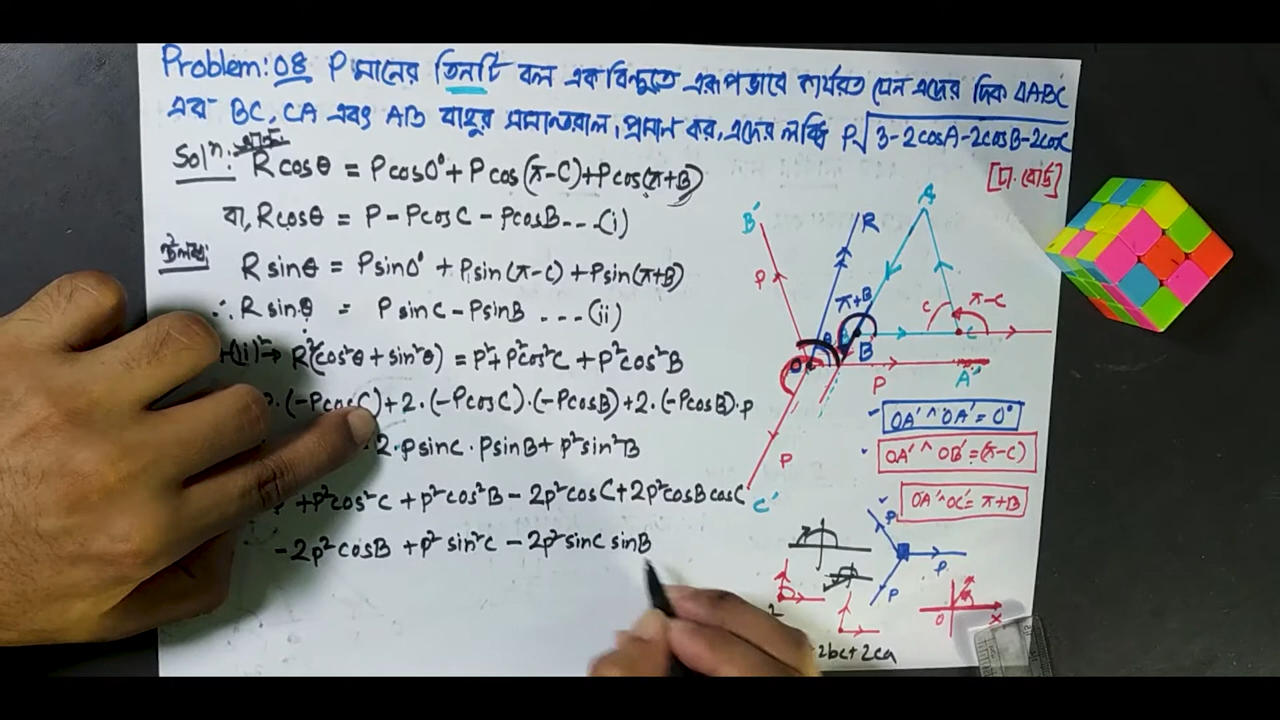 Problem: 08 P মানের তিনটি বল এক বিন্দুতে এরূপভাবে কার্যরত যেন এদের দিক ΔABC
এর BC, CA এবং AB বাহুর সমান্তরাল, প্রমাণ কর, এদের লব্ধি P√3-2cosA-2cosB-2cosC
[ঢা. বোর্ড]
Solⁿ: Rcosθ = Pcos0° + Pcos(π-C)+Pcos(π+B)
বা, Rcosθ = P - PcosC - PcosB ... (i)
Rsinθ = Psin0° + Psin(π-C) + Psin(π+B)
∴ Rsinθ = PsinC - PsinB ... (ii)
⇒ R²(cos²θ + sin²θ) = P²+P²cos²C + P²cos²B
·(-PcosC)+2·(-PcosC)·(-PcosB)+2·(-PcosB)·P
2·PsinC·PsinB+P²sin²B
+P²cos²C +P²cos²B - 2P²cosC+2P²cosBcosC
-2P²cosB +P²sin²C -2P²sinC sinB
B'
R
A
P
π+B
C
π-C
C
B
O
P
A'
P
C'
OA' ^ OA' = 0°
OA' ^ OB' = (π-C)
OA' ^ OC' = π+B
P
P
P
O
X
2bc+2ca